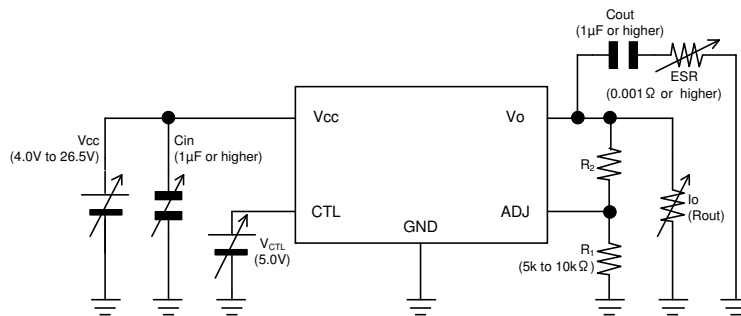 Cout
(1µF or higher)
ESR
(0.001Ω or higher)
Vcc
(4.0V to 26.5V)
Cin
(1µF or higher)
Vcc
Vo
CTL
ADJ
GND
VCTL
(5.0V)
R2
R1
(5k to 10kΩ)
Io
(Rout)